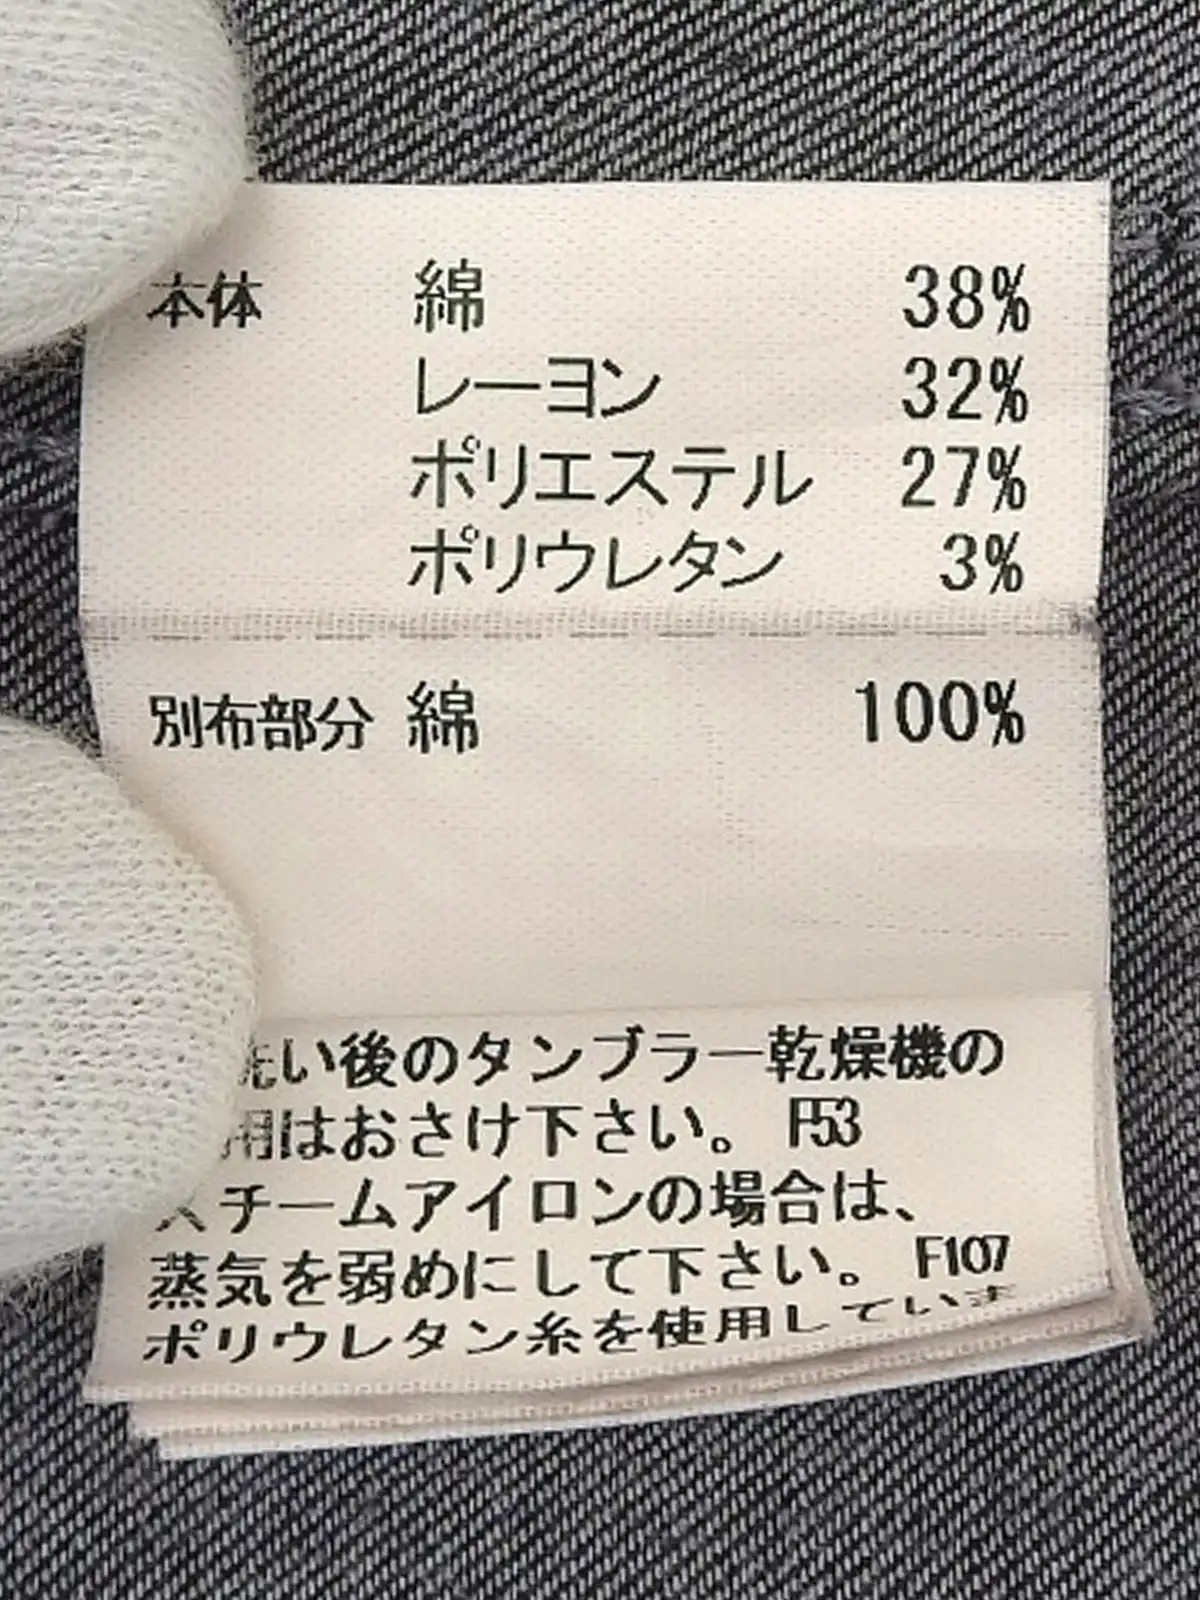 本体 綿 38%
レーヨン 32%
ポリエステル 27%
ポリウレタン 3%
別布部分 綿 100%
洗い後のタンブラー乾燥機の
用はおさけ下さい。 F53
スチームアイロンの場合は、
蒸気を弱めにして下さい。 F107
ポリウレタン糸を使用していま